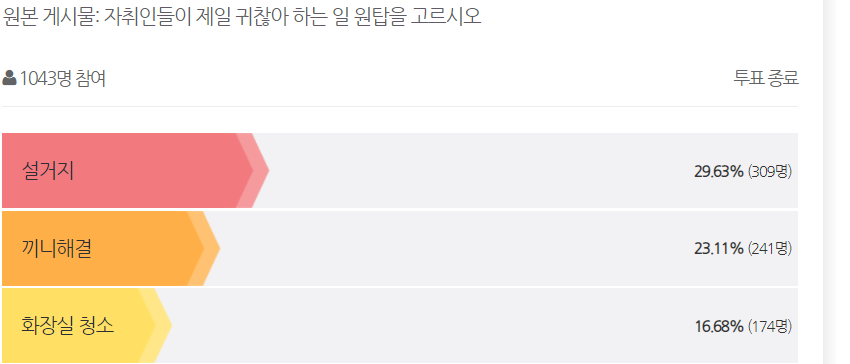 원본 게시물: 자취인들이 제일 귀찮아 하는 일 원탑을 고르시오
1043명 참여 투표 종료
설거지 29.63% (309명)
끼니해결 23.11% (241명)
화장실 청소 16.68% (174명)